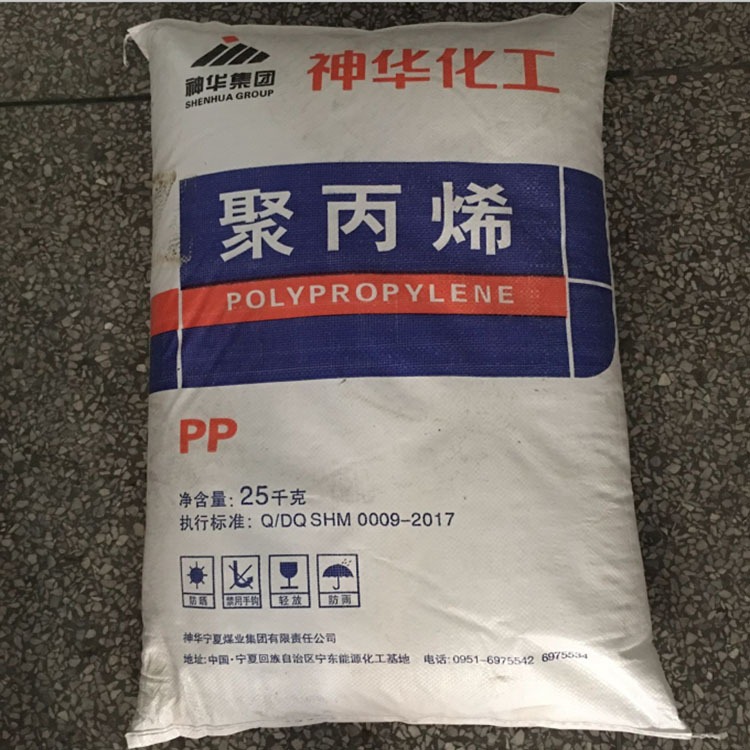 神华集团
SHENHUA GROUP
神华化工
聚丙烯
POLYPROPYLENE
PP
净含量: 25千克
执行标准: Q/DQ SHM 0009-2017
防晒 禁用手钩 轻放 防雨
神华宁夏煤业集团有限责任公司
地址:中国·宁夏回族自治区宁东能源化工基地 电话: 0951-6975542 6975534